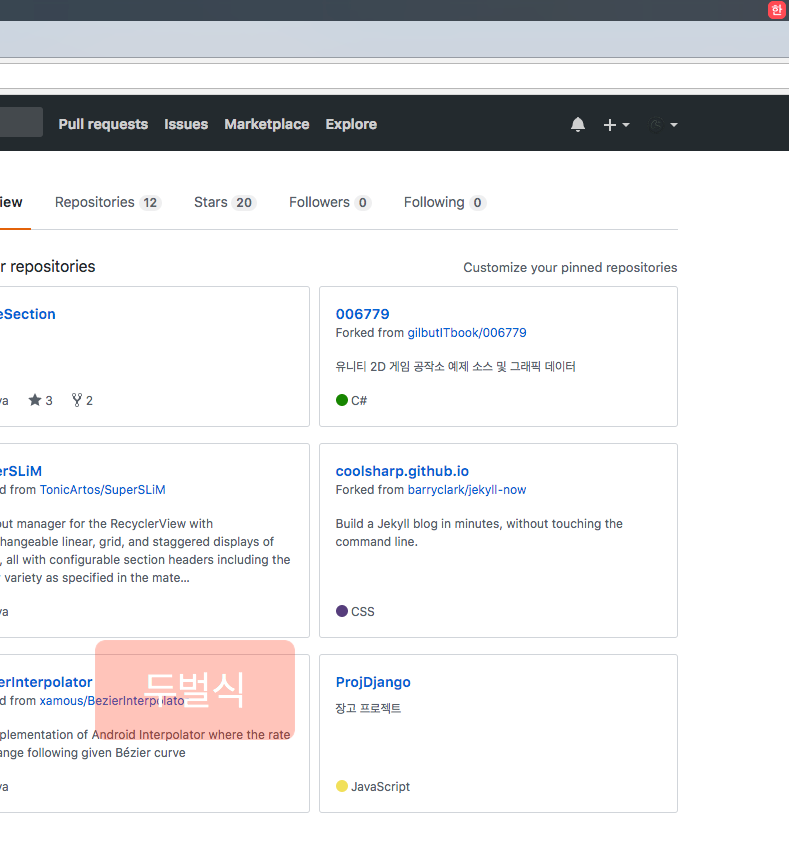 한
Pull requests Issues Marketplace Explore
iew Repositories 12 Stars 20 Followers 0 Following 0
r repositories
Customize your pinned repositories
eSection
va 3 2
006779
Forked from gilbutITbook/006779
유니티 2D 게임 공작소 예제 소스 및 그래픽 데이터
C#
erSLiM
d from TonicArtos/SuperSLiM
out manager for the RecyclerView with
hangeable linear, grid, and staggered displays of
, all with configurable section headers including the
variety as specified in the mate...
va
coolsharp.github.io
Forked from barryclark/jekyll-now
Build a Jekyll blog in minutes, without touching the
command line.
CSS
erInterpolator
d from xamous/BezierInterpolato
plementation of Android Interpolator where the rate
ange following given Bézier curve
va
두벌식
ProjDjango
장고 프로젝트
JavaScript